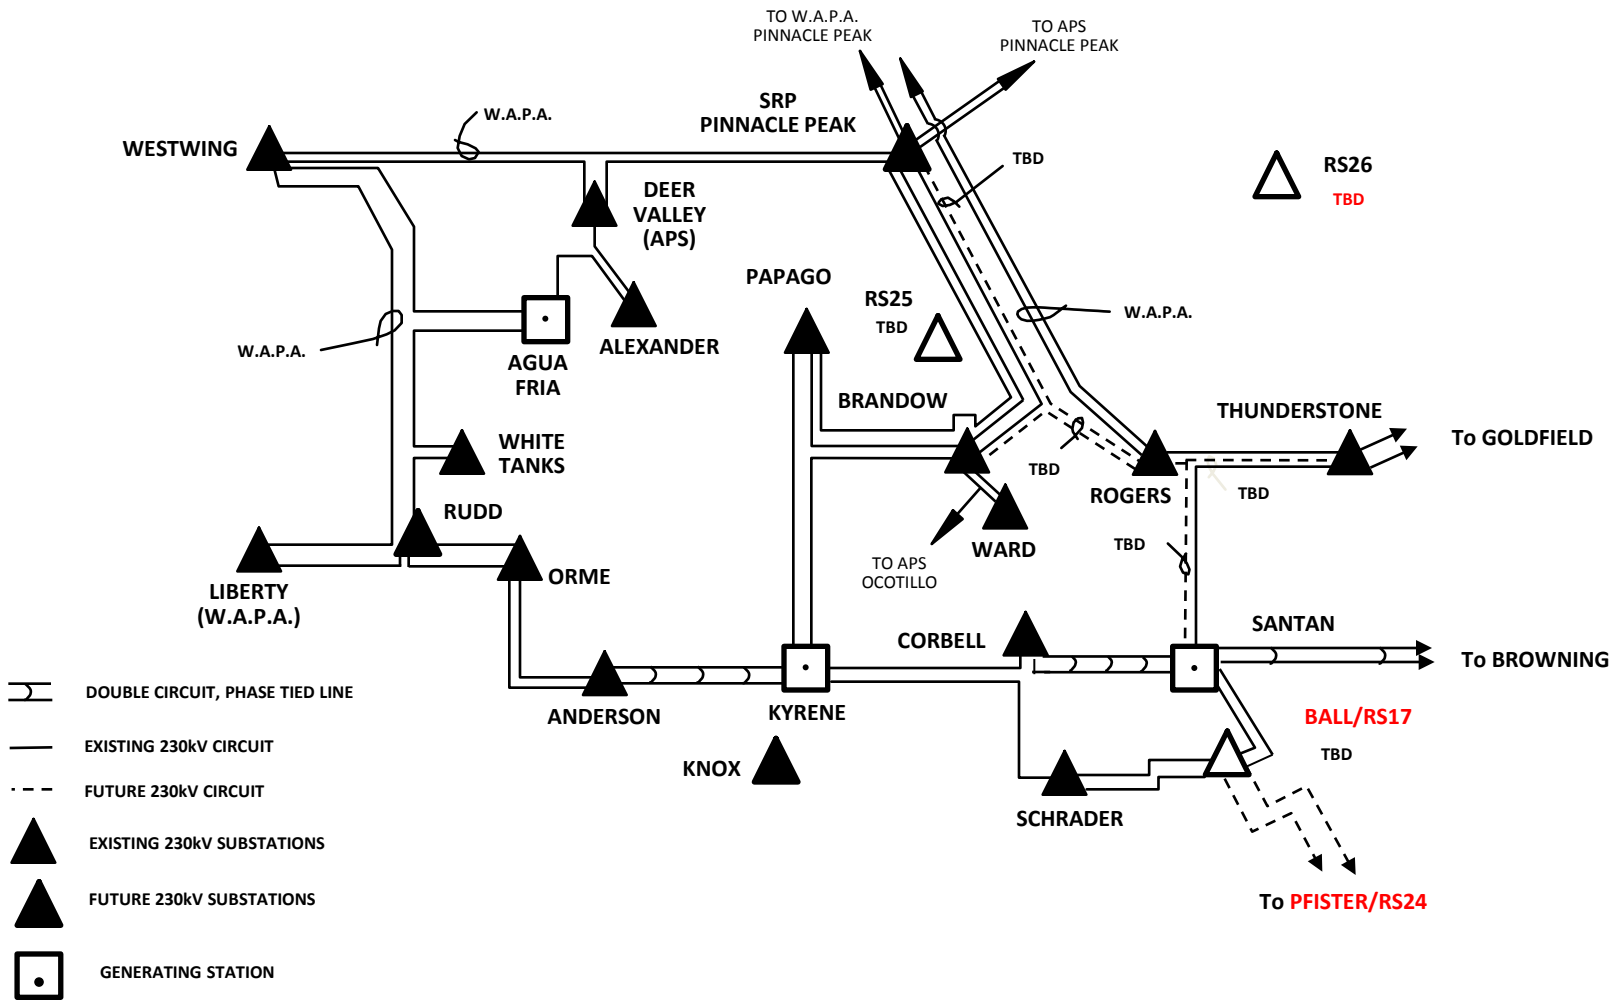 TO W.A.P.A.
PINNACLE PEAK
TO APS
PINNACLE PEAK
SRP
PINNACLE PEAK
W.A.P.A.
WESTWING
TBD
RS26
TBD
DEER
VALLEY
(APS)
PAPAGO
RS25
TBD
W.A.P.A.
ALEXANDER
W.A.P.A.
AGUA
FRIA
BRANDOW
THUNDERSTONE
To GOLDFIELD
WHITE
TANKS
TBD
ROGERS
TBD
RUDD
TBD
WARD
TO APS
OCOTILLO
ORME
LIBERTY
(W.A.P.A.)
CORBELL
SANTAN
To BROWNING
DOUBLE CIRCUIT, PHASE TIED LINE
ANDERSON
KYRENE
BALL/RS17
TBD
EXISTING 230kV CIRCUIT
KNOX
FUTURE 230kV CIRCUIT
SCHRADER
EXISTING 230kV SUBSTATIONS
FUTURE 230kV SUBSTATIONS
To PFISTER/RS24
GENERATING STATION